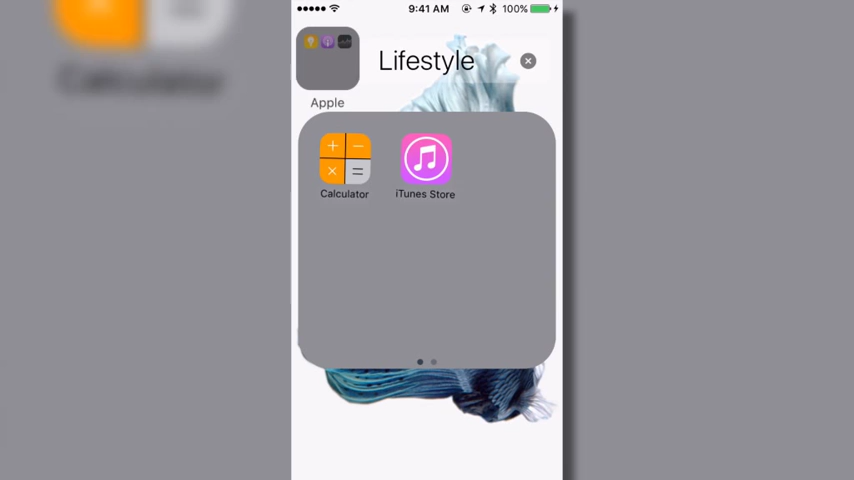 9:41 AM
100%
Lifestyle
Apple
Calculator
iTunes Store
Calculator